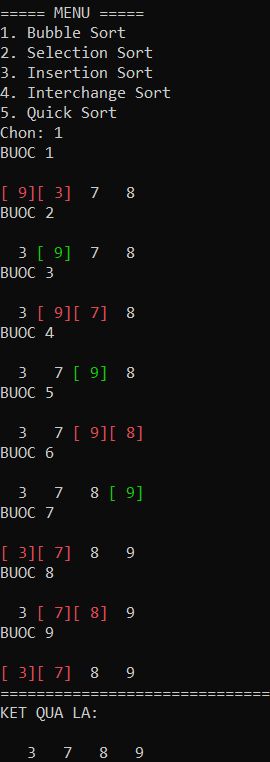 ===== MENU =====
1. Bubble Sort
2. Selection Sort
3. Insertion Sort
4. Interchange Sort
5. Quick Sort
Chon: 1
BUOC 1
[ 9][ 3]  7   8
BUOC 2
  3 [ 9]  7   8
BUOC 3
  3 [ 9][ 7]  8
BUOC 4
  3   7 [ 9]  8
BUOC 5
  3   7 [ 9][ 8]
BUOC 6
  3   7   8 [ 9]
BUOC 7
[ 3][ 7]  8   9
BUOC 8
  3 [ 7][ 8]  9
BUOC 9
[ 3][ 7]  8   9
==============================
KET QUA LA:
   3   7   8   9